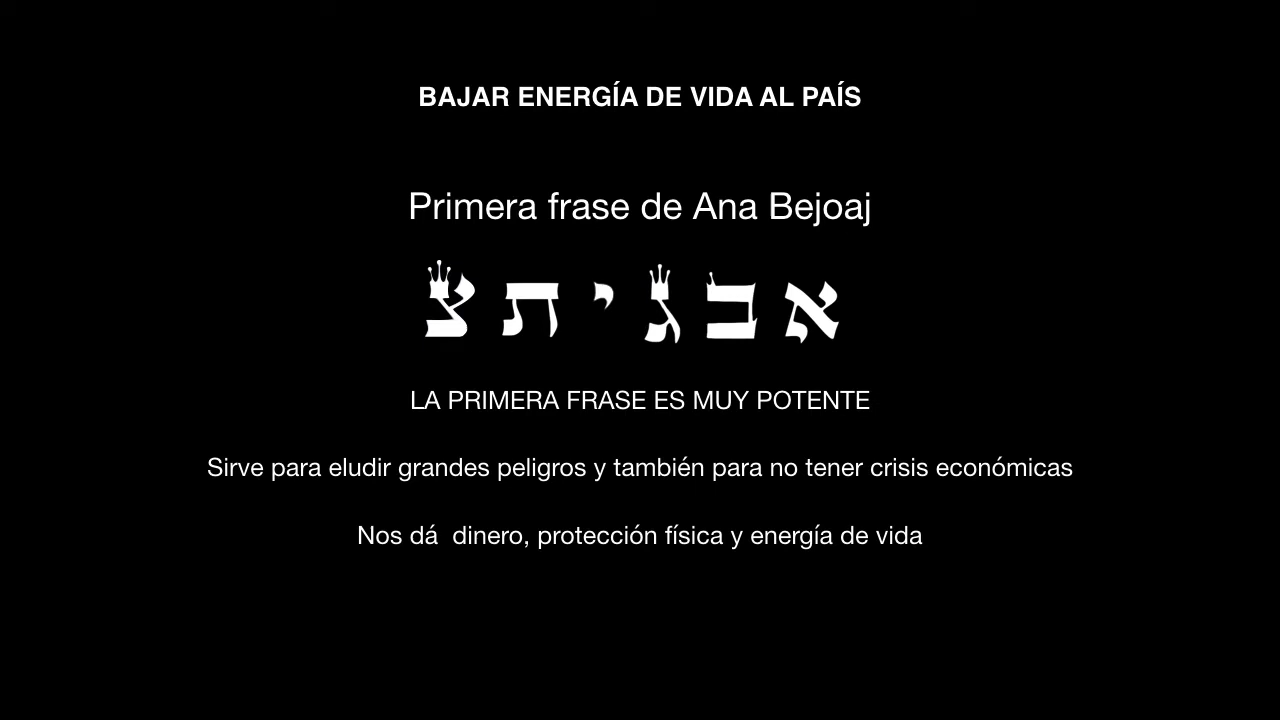 BAJAR ENERGÍA DE VIDA AL PAÍS
Primera frase de Ana Bejoaj
אבגיתצ
LA PRIMERA FRASE ES MUY POTENTE
Sirve para eludir grandes peligros y también para no tener crisis económicas
Nos dá  dinero, protección física y energía de vida